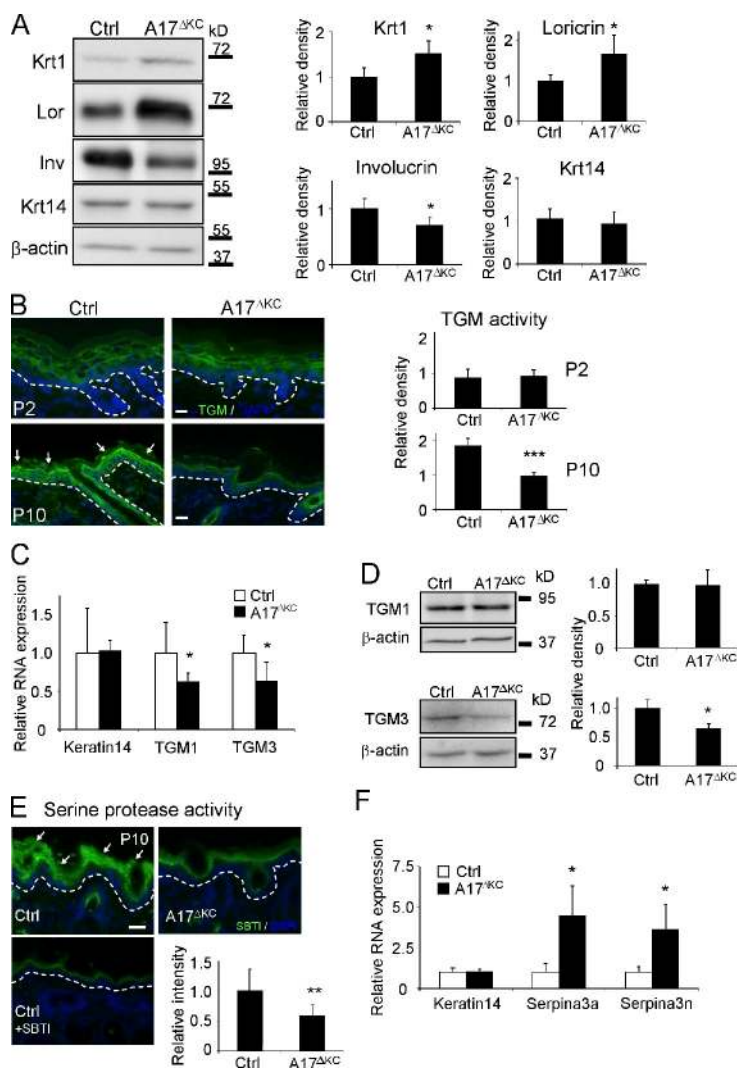 A
Ctrl A17ΔKC kD
Krt1 72
Lor 72
Inv 95
Krt14 55
β-actin 55
37
Krt1
Relative density
2
1
0
*
Ctrl A17ΔKC
Loricrin
Relative density
2
1
0
*
Ctrl A17ΔKC
Involucrin
Relative density
2
1
0
*
Ctrl A17ΔKC
Krt14
Relative density
2
1
0
Ctrl A17ΔKC
B
Ctrl A17ΔKC
P2
TGM /
P10
TGM activity
Relative density
2
1
0
Ctrl A17ΔKC
P2
2
1
0
***
Ctrl A17ΔKC
P10
C
Relative RNA expression
1.5
1.0
0.5
0
Ctrl
A17ΔKC
* *
Keratin14 TGM1 TGM3
D
Ctrl A17ΔKC kD
TGM1 95
β-actin 37
Ctrl A17ΔKC kD
TGM3 72
β-actin 37
Relative density
1.0
0.5
0
Ctrl A17ΔKC
1.0
0.5
0
*
Ctrl A17ΔKC
E Serine protease activity
P10
Ctrl
A17ΔKC
SBTI /
Ctrl
+SBTI
Relative intensity
1.5
1.0
0.5
0
**
Ctrl A17ΔKC
F
Relative RNA expression
7.5
5.0
2.5
0
Ctrl
A17ΔKC
* *
Keratin14 Serpina3a Serpina3n